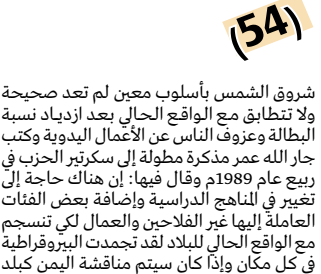 (54)
شروق الشمس بأسلوب معين لم تعد صحيحة
ولا تتطابق مع الواقع الحالي بعد ازدياد نسبة
البطالة وعزوف الناس عن الأعمال اليدوية وكتب
جار الله عمر مذكرة مطولة إلى سكرتير الحزب في
ربيع عام 1989م وقال فيها: إن هناك حاجة إلى
تغيير في المناهج الدراسية وإضافة بعض الفئات
العاملة إليها غير الفلاحين والعمال لكي تنسجم
مع الواقع الحالي للبلاد لقد تجمدت البيروقراطية
في كل مكان وإذا كان سيتم مناقشة اليمن كبلد